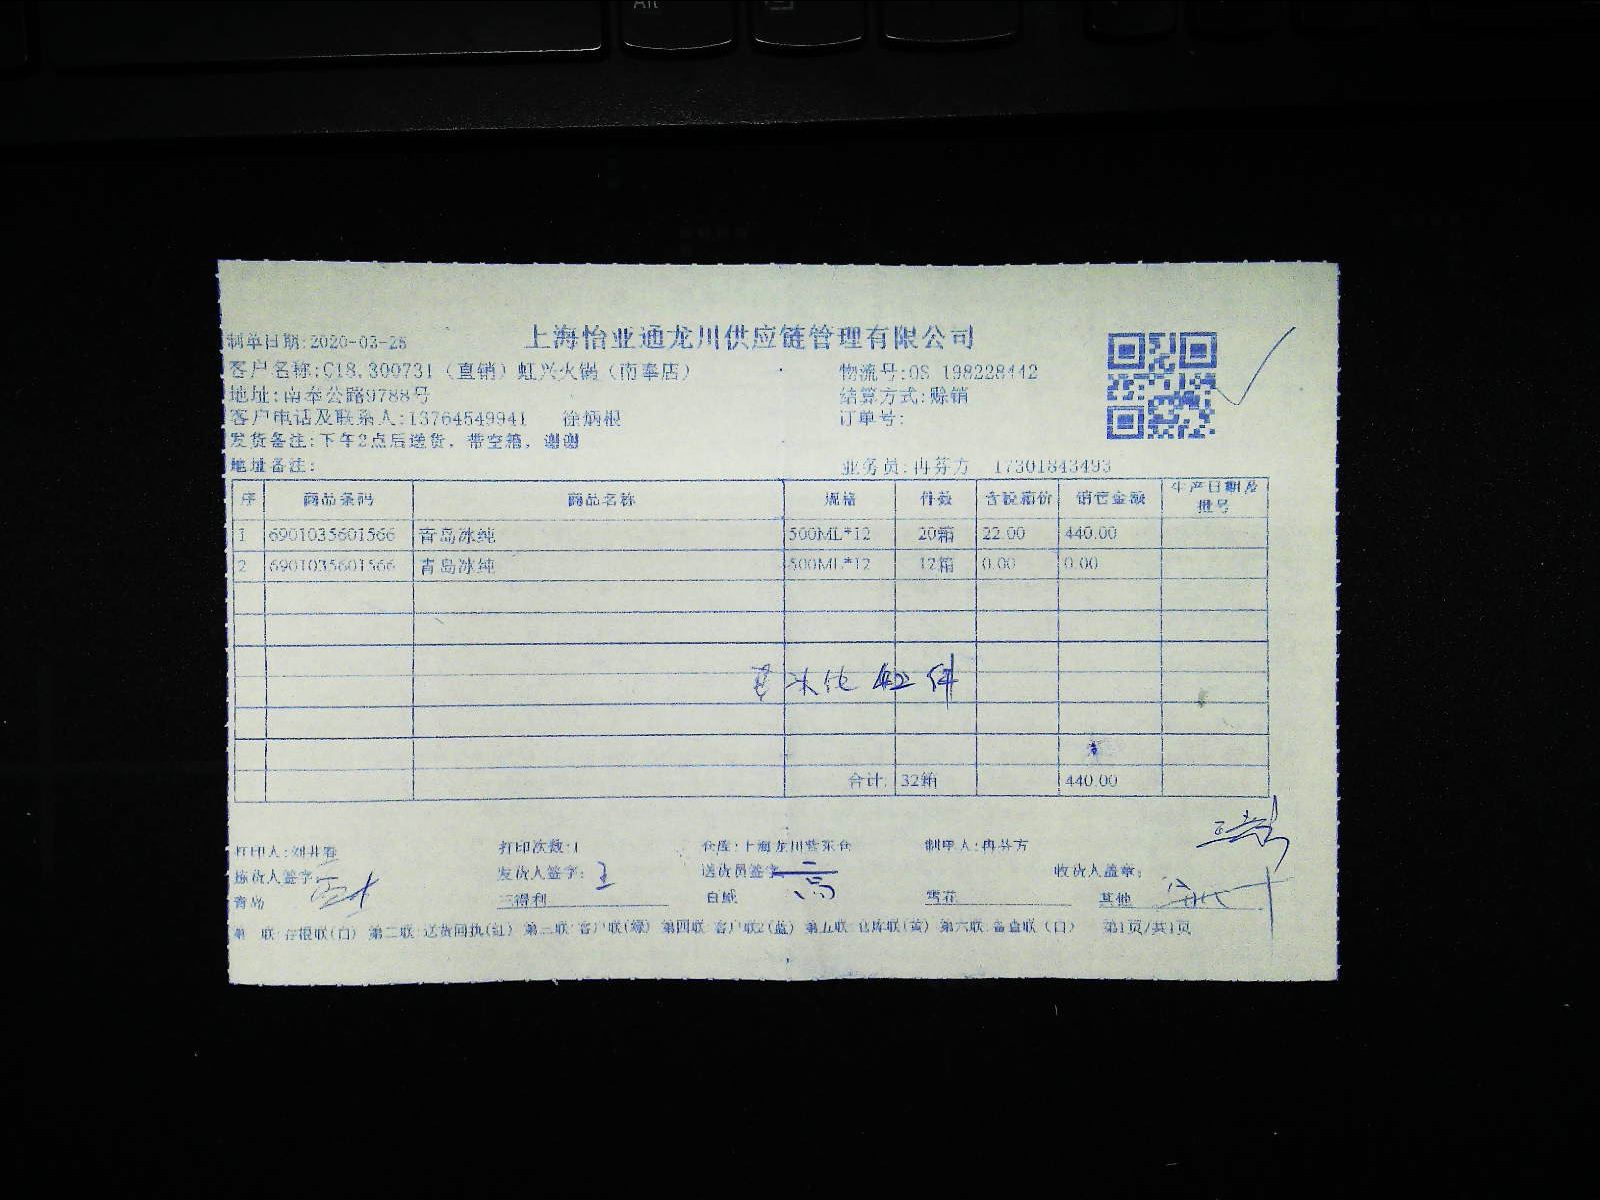 上海怡亚通龙川供应链管理有限公司
制单日期:2020-03-28
客户名称:C18.300731（直销）虹兴火锅（南奉店） 物流号:OS_198228442
地址:南奉公路9788号 结算方式:赊销
客户电话及联系人:13764549941 徐炳根 订单号:
发货备注:下午2点后送货，带空箱，谢谢
地址备注: 业务员:冉芬方 17301843493
序 商品条码 商品名称 规格 件数 含税箱价 销售金额 生产日期及批号
1 6901035601566 青岛冰纯 500ML*12 20箱 22.00 440.00
2 6901035601566 青岛冰纯 500ML*12 12箱 0.00 0.00
冰纯
合计: 32箱 440.00
打印人:刘井春 打印次数:1 仓库:上海龙川 制单人:冉芬方
拣货人签字: 发货人签字:王 送货员签字: 高 收货人盖章:
青岛 三得利 百威 雪花 其他
第一联:存根联(白) 第二联:送货回执(红) 第三联:客户联(绿) 第四联:客户联2(蓝) 第五联:仓库联(黄) 第六联:备查联(白) 第1页/共1页